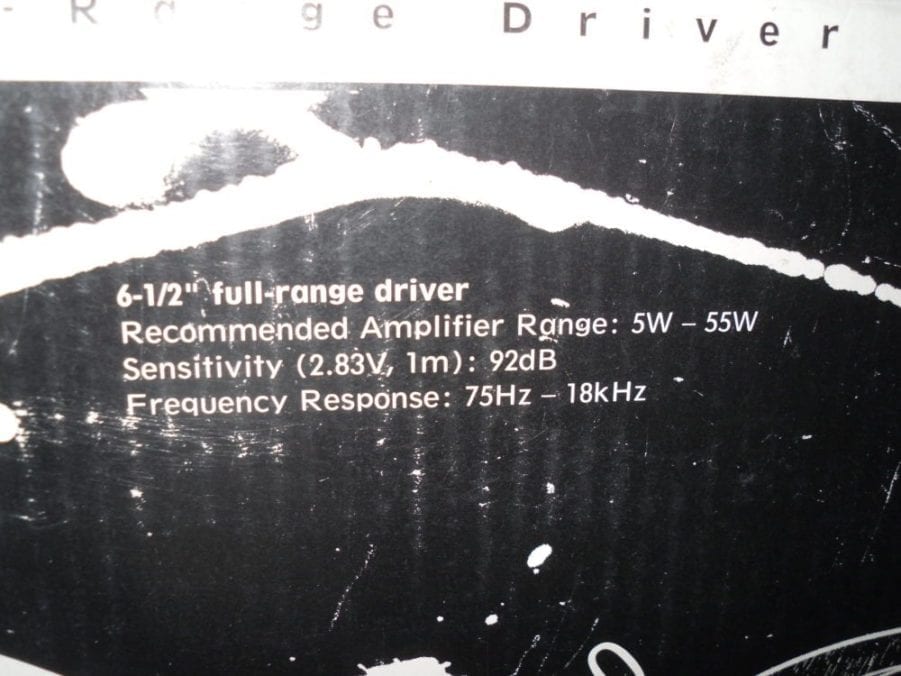 - Range Driver
6-1/2" full-range driver
Recommended Amplifier Range: 5W – 55W
Sensitivity (2.83V, 1m): 92dB
Frequency Response: 75Hz – 18kHz